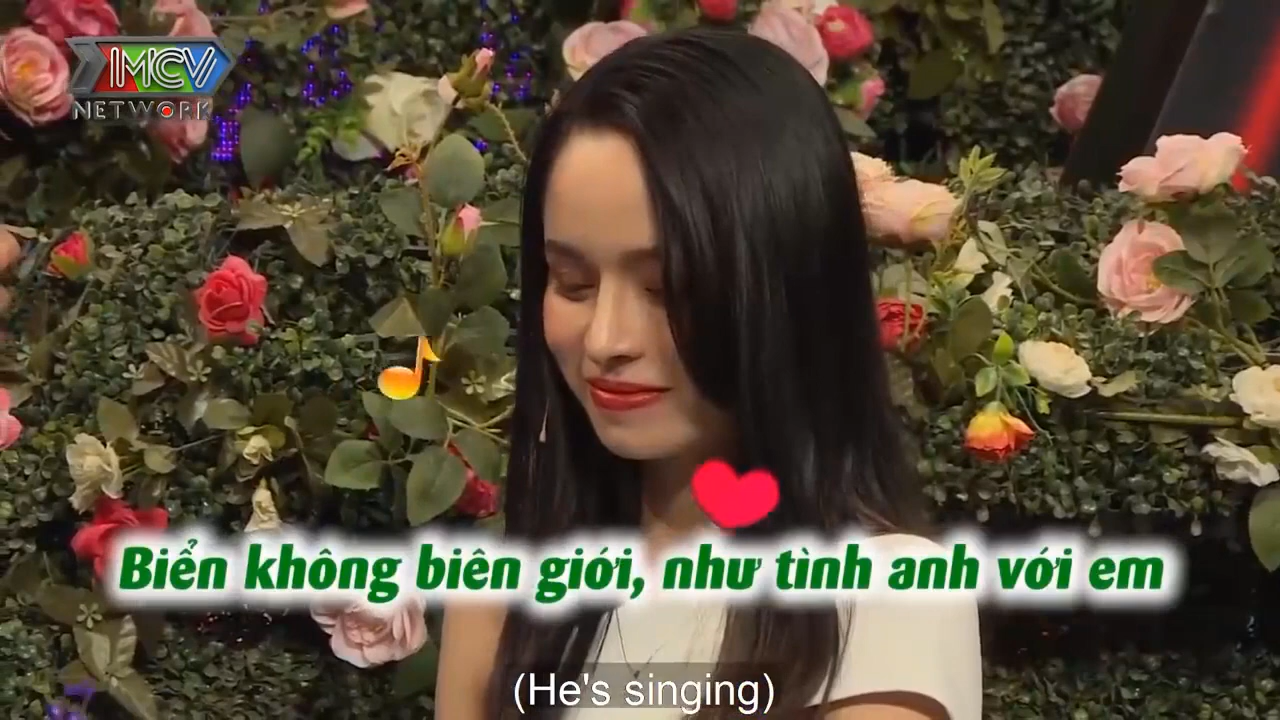 MCV
NETWORK
Biển không biên giới, như tình anh với em
(He's singing)